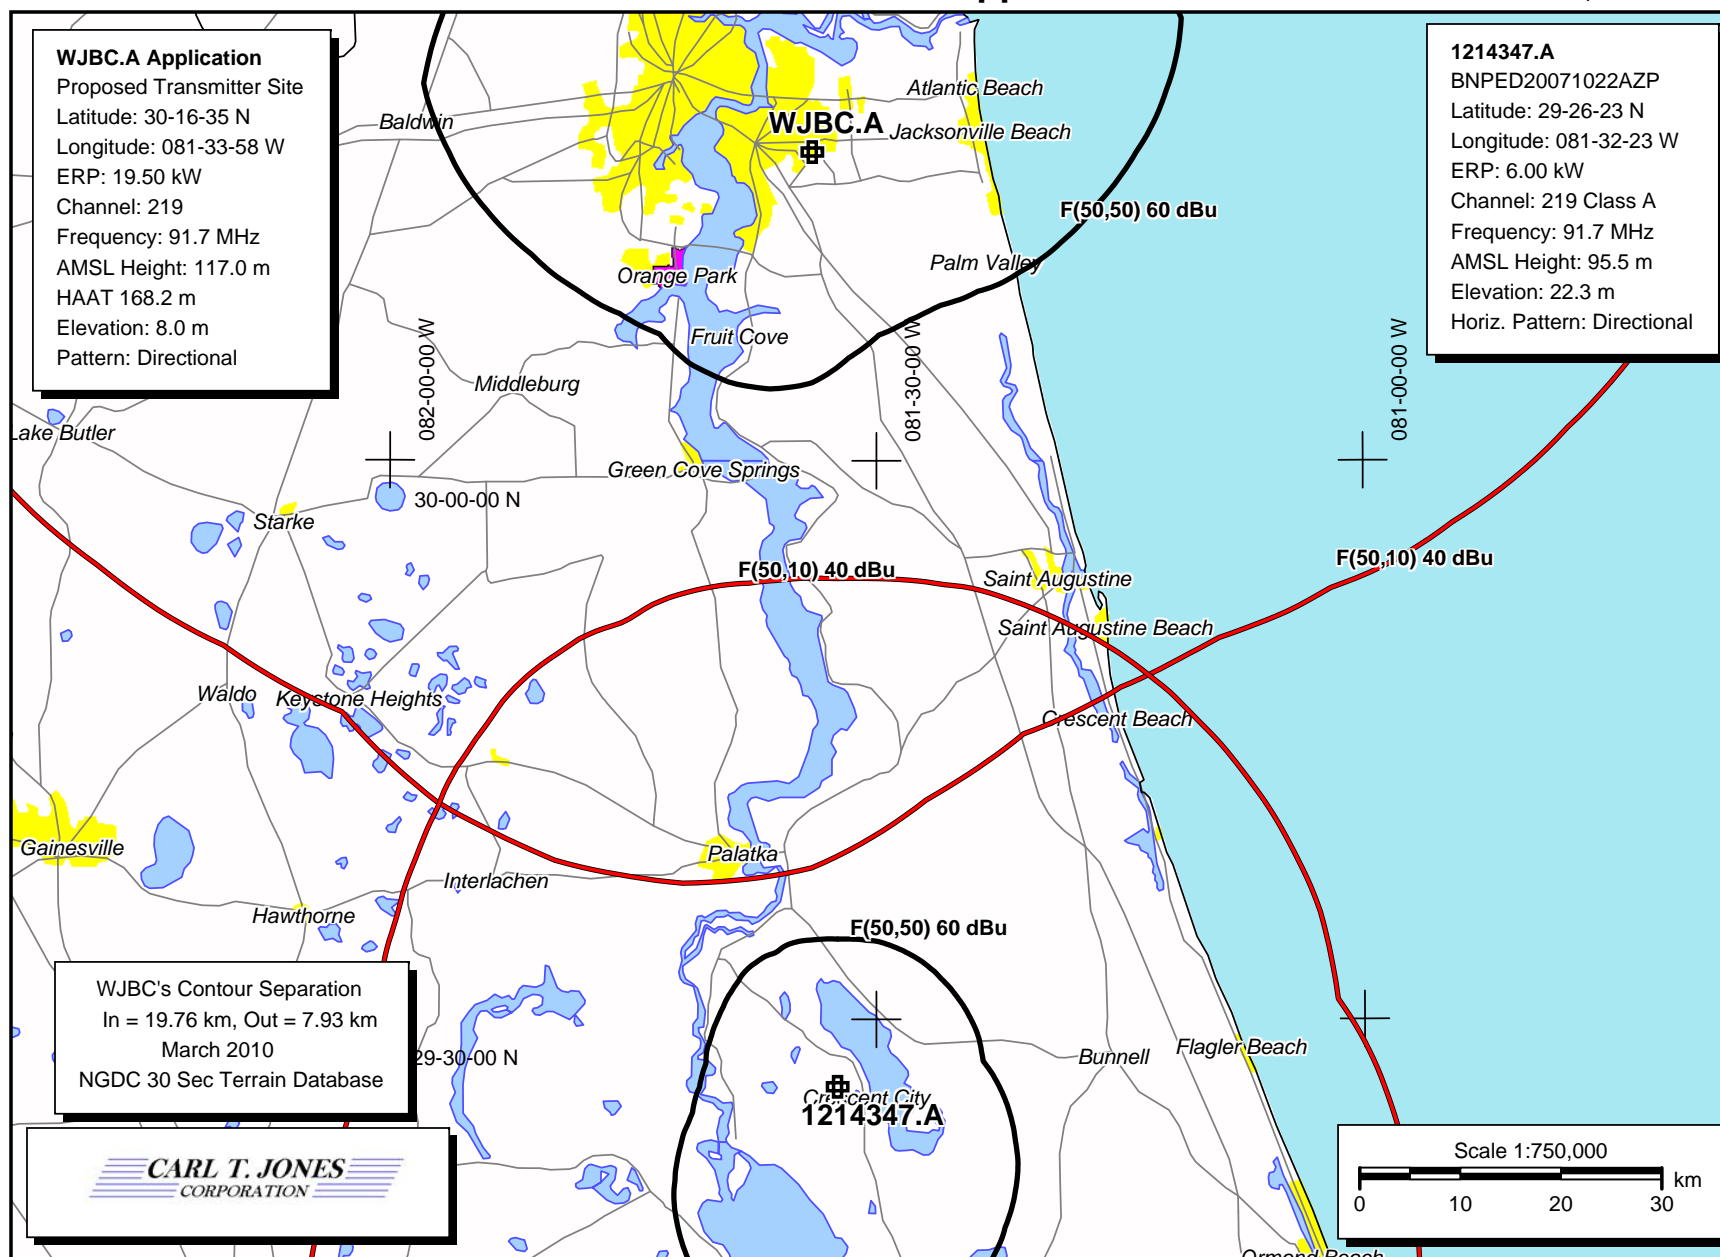 WJBC.A Application
Proposed Transmitter Site
Latitude: 30-16-35 N
Longitude: 081-33-58 W
ERP: 19.50 kW
Channel: 219
Frequency: 91.7 MHz
AMSL Height: 117.0 m
HAAT 168.2 m
Elevation: 8.0 m
Pattern: Directional
1214347.A
BNPED20071022AZP
Latitude: 29-26-23 N
Longitude: 081-32-23 W
ERP: 6.00 kW
Channel: 219 Class A
Frequency: 91.7 MHz
AMSL Height: 95.5 m
Elevation: 22.3 m
Horiz. Pattern: Directional
Atlantic Beach
Baldwin
WJBC.A
Jacksonville Beach
F(50,50) 60 dBu
Palm Valley
Orange Park
Fruit Cove
082-00-00 W
081-30-00 W
081-00-00 W
Middleburg
Lake Butler
Green Cove Springs
30-00-00 N
Starke
F(50,10) 40 dBu
F(50,10) 40 dBu
Saint Augustine
Saint Augustine Beach
Waldo
Keystone Heights
Crescent Beach
Gainesville
Palatka
Interlachen
Hawthorne
F(50,50) 60 dBu
WJBC's Contour Separation
In = 19.76 km, Out = 7.93 km
March 2010
NGDC 30 Sec Terrain Database
29-30-00 N
Bunnell
Flagler Beach
Crescent City
1214347.A
CARL T. JONES
CORPORATION
Scale 1:750,000
km
0 10 20 30
Ormond Beach